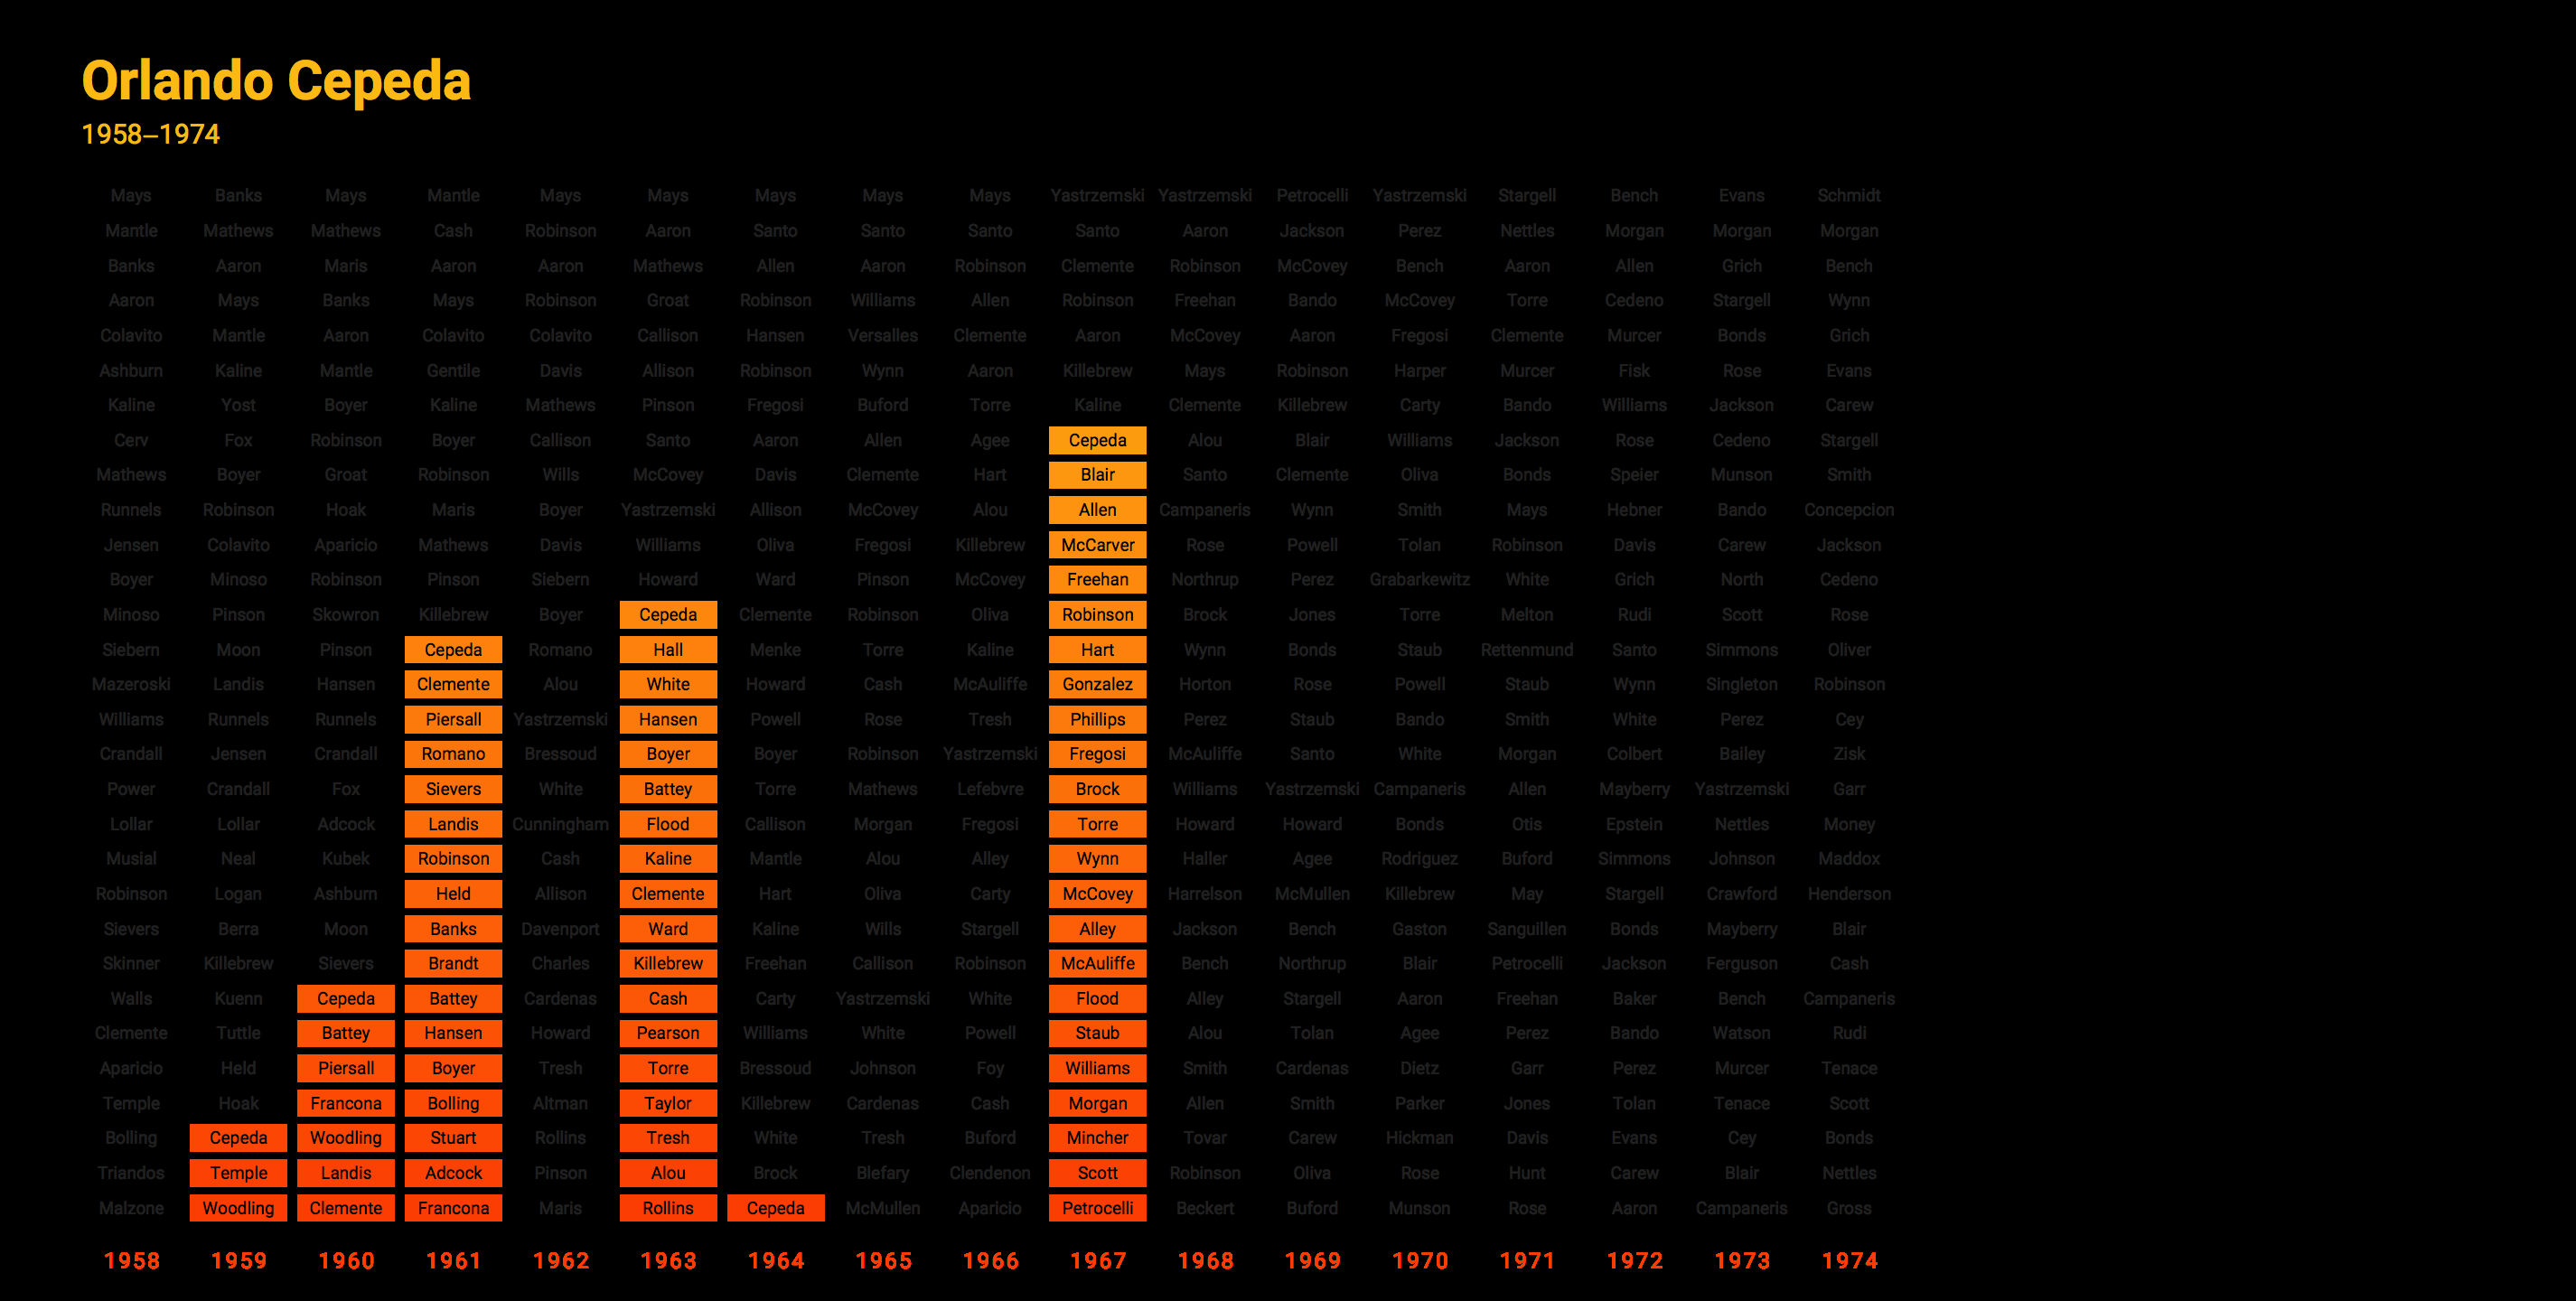 Orlando Cepeda
1958–1974
Mays Banks Mays Mantle Mays Mays Mays Mays Mays Yastrzemski Yastrzemski Petrocelli Yastrzemski Stargell Bench Evans Schmidt
Mantle Mathews Mathews Cash Robinson Aaron Santo Santo Santo Santo Aaron Jackson Perez Nettles Morgan Morgan Morgan
Banks Aaron Maris Aaron Aaron Mathews Allen Aaron Robinson Clemente Robinson McCovey Bench Aaron Allen Grich Bench
Aaron Mays Banks Mays Robinson Groat Robinson Williams Allen Robinson Freehan Bando McCovey Torre Cedeno Stargell Wynn
Colavito Mantle Aaron Colavito Colavito Callison Hansen Versalles Clemente Aaron McCovey Aaron Fregosi Clemente Murcer Bonds Grich
Ashburn Kaline Mantle Gentile Davis Allison Robinson Wynn Aaron Killebrew Mays Robinson Harper Murcer Fisk Rose Evans
Kaline Yost Boyer Kaline Mathews Pinson Fregosi Buford Torre Kaline Clemente Killebrew Carty Bando Williams Jackson Carew
Cerv Fox Robinson Boyer Callison Santo Aaron Allen Agee Cepeda Alou Blair Williams Jackson Rose Cedeno Stargell
Mathews Boyer Groat Robinson Wills McCovey Davis Clemente Hart Blair Santo Clemente Oliva Bonds Speier Munson Smith
Runnels Robinson Hoak Maris Boyer Yastrzemski Allison McCovey Alou Allen Campaneris Wynn Smith Mays Hebner Bando Concepcion
Jensen Colavito Aparicio Mathews Davis Williams Oliva Fregosi Killebrew McCarver Rose Powell Tolan Robinson Davis Carew Jackson
Boyer Minoso Robinson Pinson Siebern Howard Ward Pinson McCovey Freehan Northrup Perez Grabarkewitz White Grich North Cedeno
Minoso Pinson Skowron Killebrew Boyer Cepeda Clemente Robinson Oliva Robinson Brock Jones Torre Melton Rudi Scott Rose
Siebern Moon Pinson Cepeda Romano Hall Menke Torre Kaline Hart Wynn Bonds Staub Rettenmund Santo Simmons Oliver
Mazeroski Landis Hansen Clemente Alou White Howard Cash McAuliffe Gonzalez Horton Rose Powell Staub Wynn Singleton Robinson
Williams Runnels Runnels Piersall Yastrzemski Hansen Powell Rose Tresh Phillips Perez Staub Bando Smith White Perez Cey
Crandall Jensen Crandall Romano Bressoud Boyer Boyer Robinson Yastrzemski Fregosi McAuliffe Santo White Morgan Colbert Bailey Zisk
Power Crandall Fox Sievers White Battey Torre Mathews Lefebvre Brock Williams Yastrzemski Campaneris Allen Mayberry Yastrzemski Garr
Lollar Lollar Adcock Landis Cunningham Flood Callison Morgan Fregosi Torre Howard Howard Bonds Otis Epstein Nettles Money
Musial Neal Kubek Robinson Cash Kaline Mantle Alou Alley Wynn Haller Agee Rodriguez Buford Simmons Johnson Maddox
Robinson Logan Ashburn Held Allison Clemente Hart Oliva Carty McCovey Harrelson McMullen Killebrew May Stargell Crawford Henderson
Sievers Berra Moon Banks Davenport Ward Kaline Wills Stargell Alley Jackson Bench Gaston Sanguillen Bonds Mayberry Blair
Skinner Killebrew Sievers Brandt Charles Killebrew Freehan Callison Robinson McAuliffe Bench Northrup Blair Petrocelli Jackson Ferguson Cash
Walls Kuenn Cepeda Battey Cardenas Cash Carty Yastrzemski White Flood Alley Stargell Aaron Freehan Baker Bench Campaneris
Clemente Tuttle Battey Hansen Howard Pearson Williams White Powell Staub Alou Tolan Agee Perez Bando Watson Rudi
Aparicio Held Piersall Boyer Tresh Torre Bressoud Johnson Foy Williams Smith Cardenas Dietz Garr Perez Murcer Tenace
Temple Hoak Francona Bolling Altman Taylor Killebrew Cardenas Cash Morgan Allen Smith Parker Jones Tolan Tenace Scott
Bolling Cepeda Woodling Stuart Rollins Tresh White Tresh Buford Mincher Tovar Carew Hickman Davis Evans Cey Bonds
Triandos Temple Landis Adcock Pinson Alou Brock Blefary Clendenon Scott Robinson Oliva Rose Hunt Carew Blair Nettles
Malzone Woodling Clemente Francona Maris Rollins Cepeda McMullen Aparicio Petrocelli Beckert Buford Munson Rose Aaron Campaneris Gross
1958 1959 1960 1961 1962 1963 1964 1965 1966 1967 1968 1969 1970 1971 1972 1973 1974